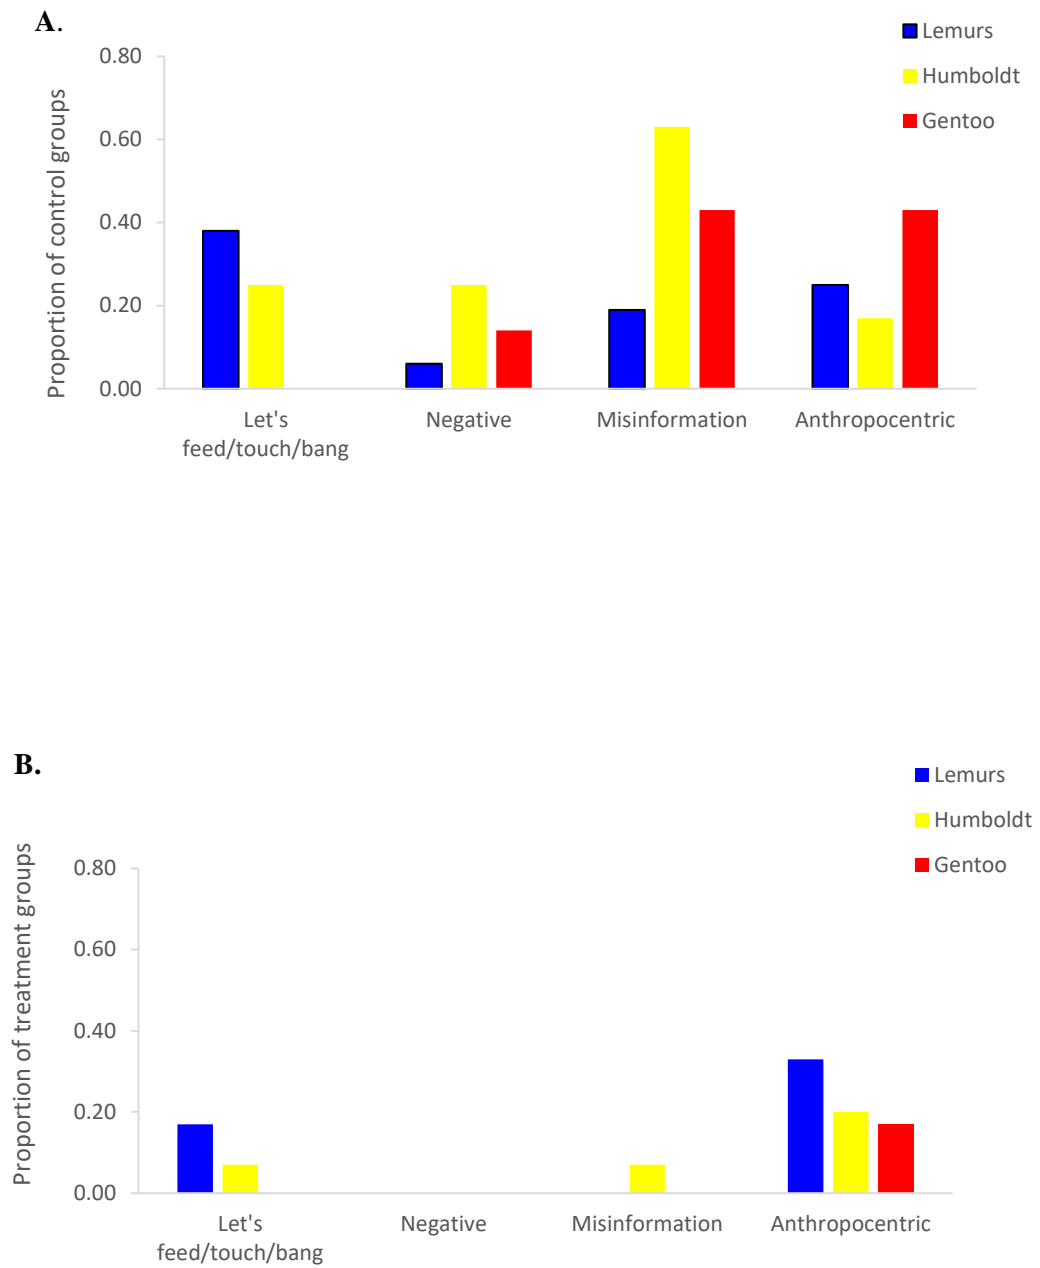 A.
Lemurs
Humboldt
Gentoo
Proportion of control groups
0.80
0.60
0.40
0.20
0.00
Let's
feed/touch/bang
Negative
Misinformation
Anthropocentric
B.
Lemurs
Humboldt
Gentoo
Proportion of treatment groups
0.80
0.60
0.40
0.20
0.00
Let's
feed/touch/bang
Negative
Misinformation
Anthropocentric